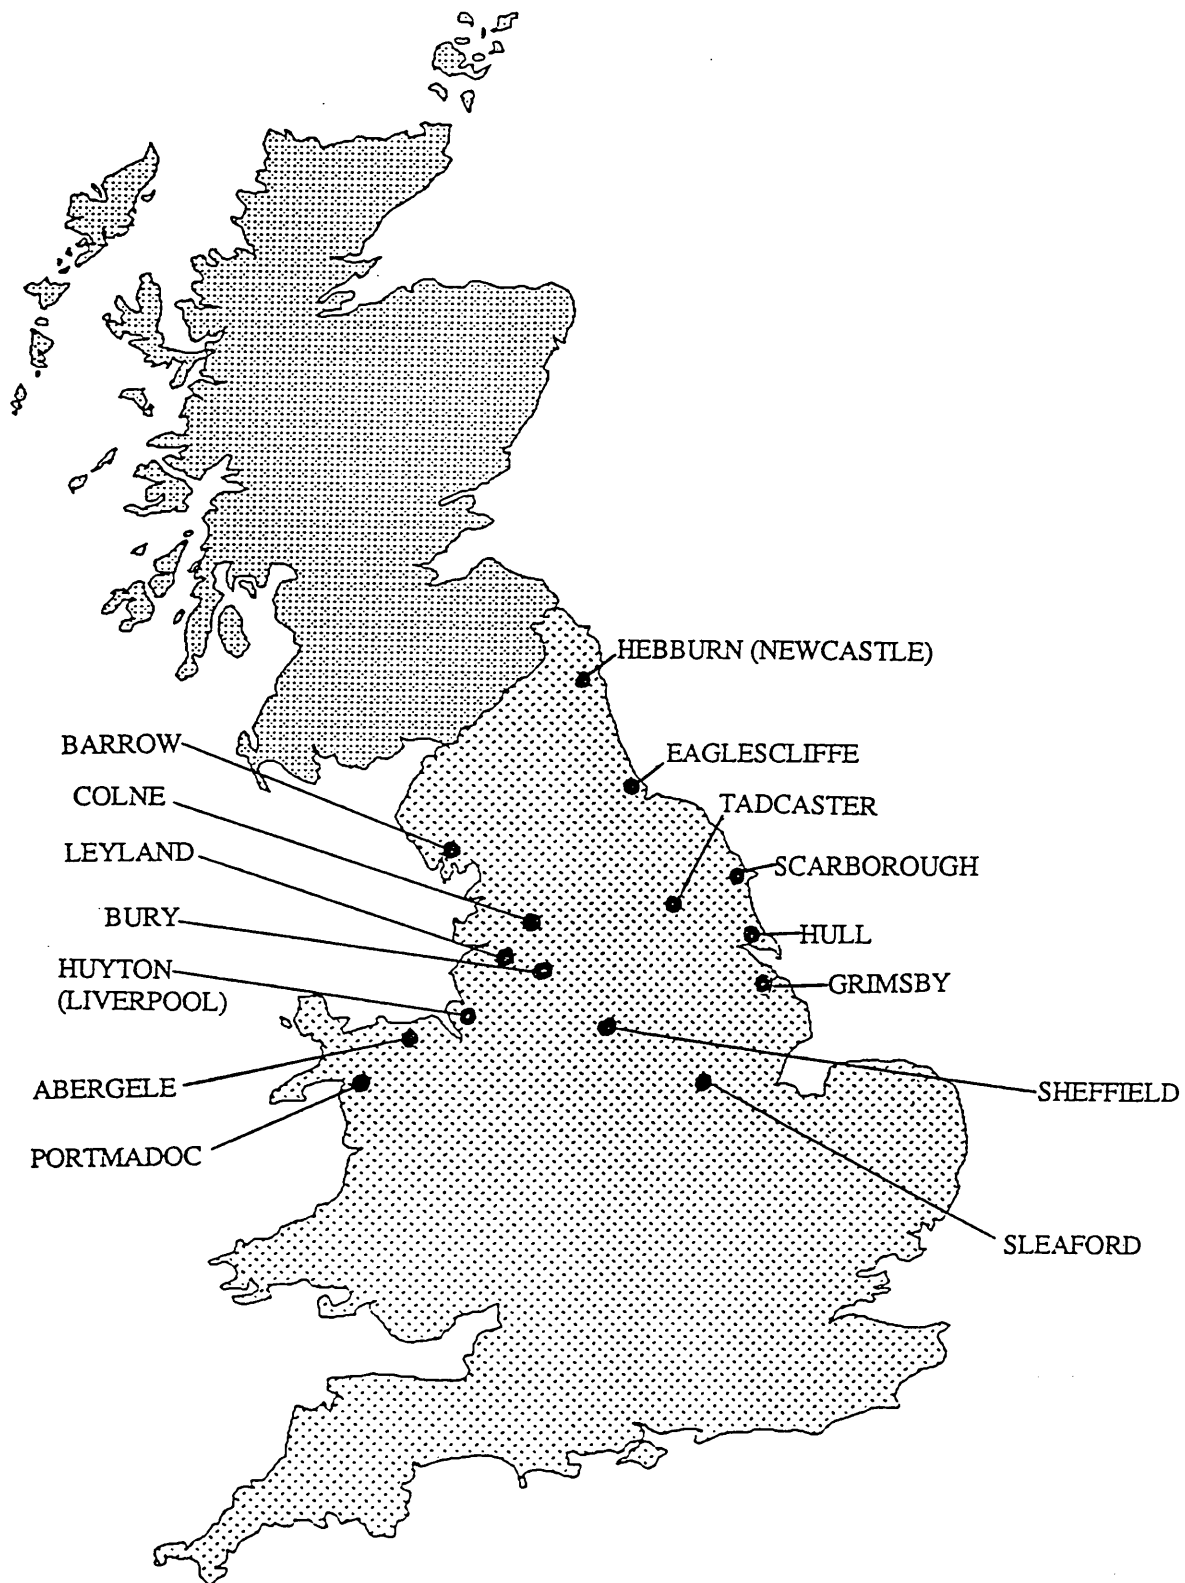 HEBBURN (NEWCASTLE)
BARROW
EAGLESCLIFFE
COLNE
TADCASTER
LEYLAND
SCARBOROUGH
BURY
HULL
HUYTON
(LIVERPOOL)
GRIMSBY
ABERGELE
SHEFFIELD
PORTMADOC
SLEAFORD